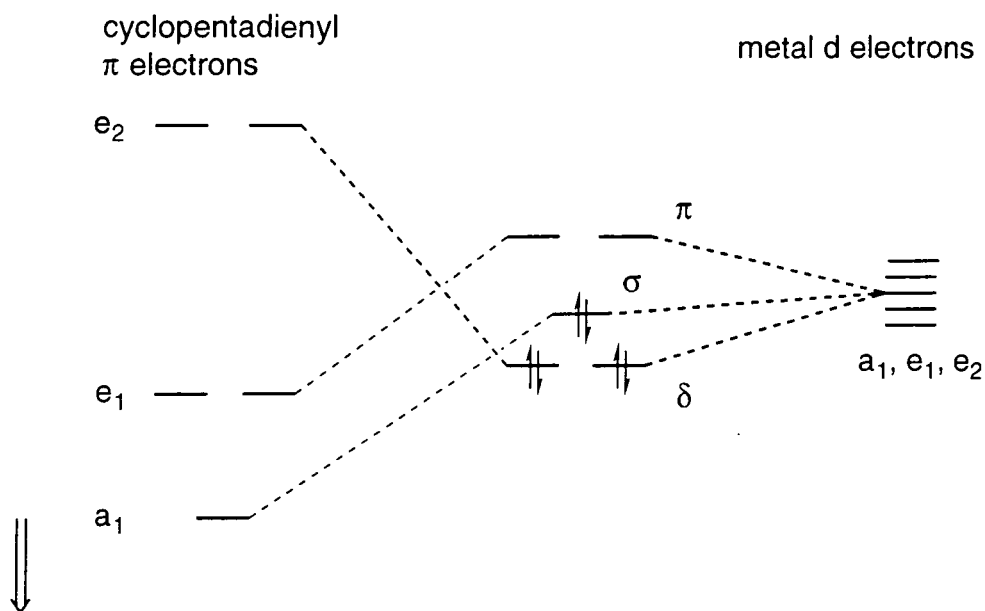 cyclopentadienyl
π electrons
metal d electrons
e₂
π
σ
e₁
δ
a₁, e₁, e₂
a₁